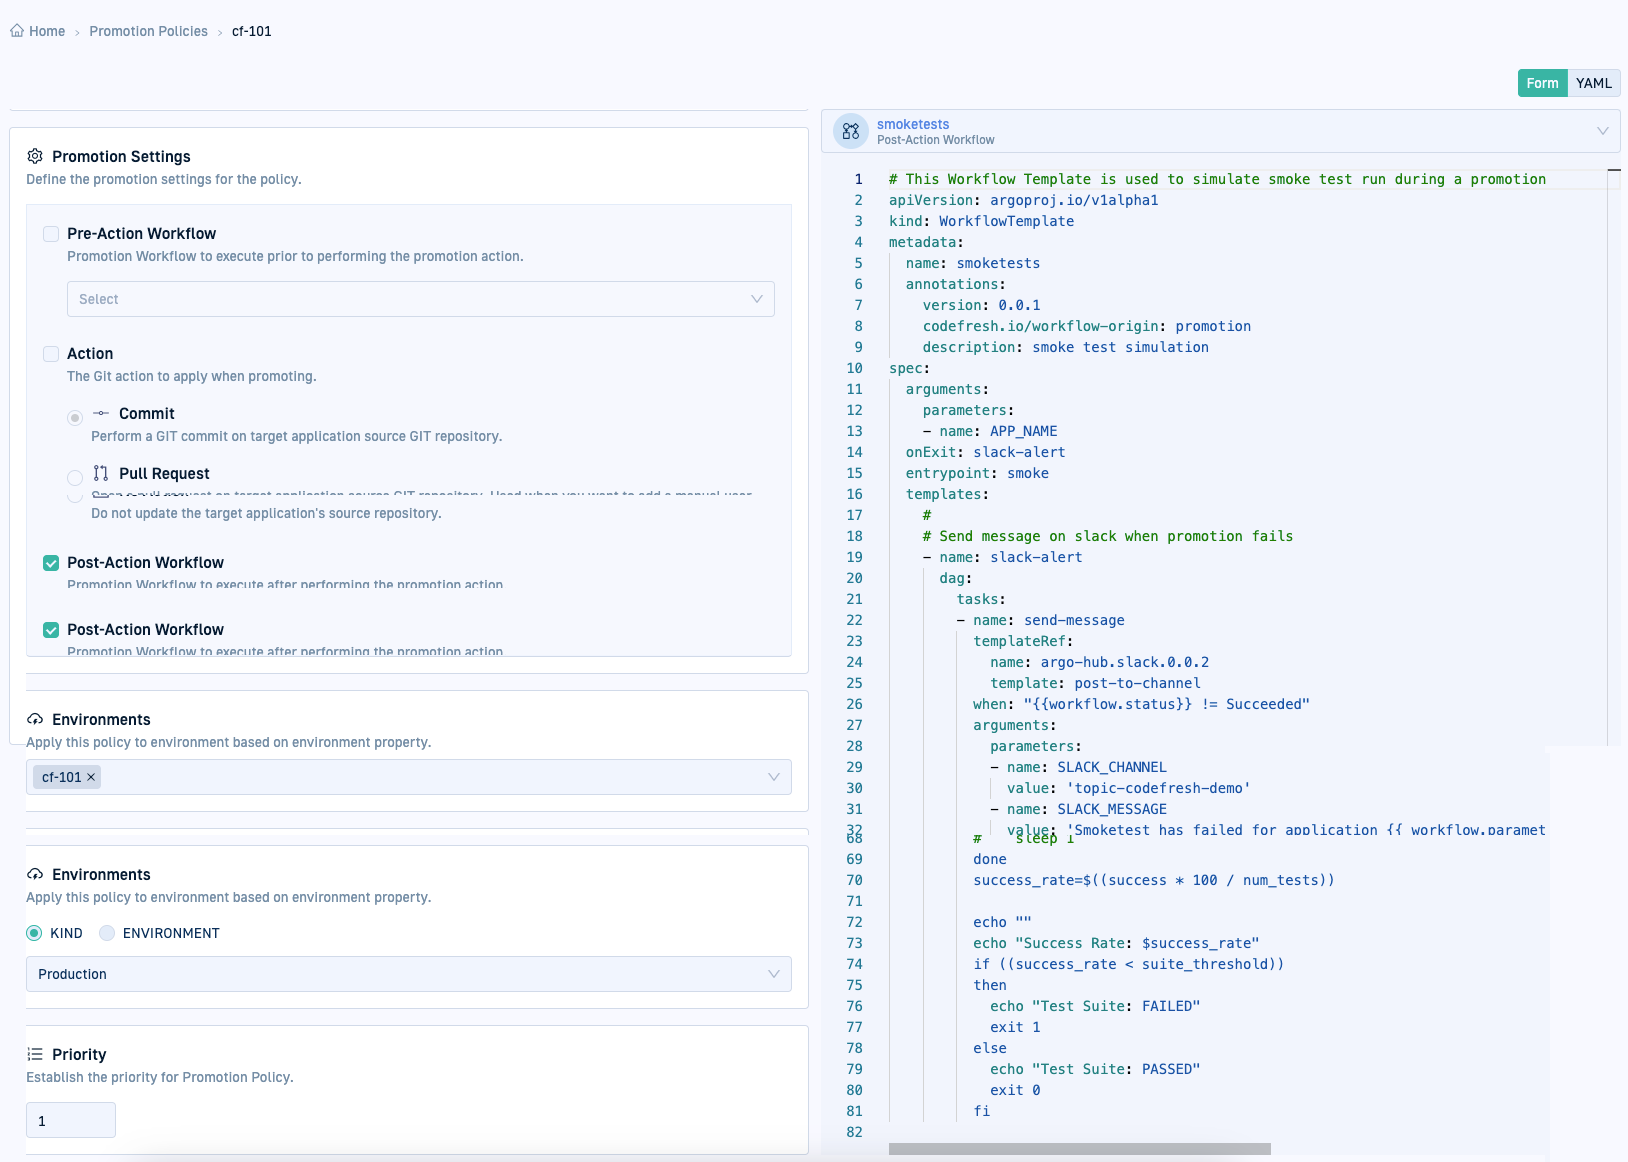 Home › Promotion Policies › cf-101
Form YAML
Promotion Settings
Define the promotion settings for the policy.
Pre-Action Workflow
Promotion Workflow to execute prior to performing the promotion action.
Select
Action
The Git action to apply when promoting.
Commit
Perform a GIT commit on target application source GIT repository.
Pull Request
Do not update the target application's source repository.
Post-Action Workflow
Promotion Workflow to execute after performing the promotion action
Post-Action Workflow
Promotion Workflow to execute after performing the promotion action
Environments
Apply this policy to environment based on environment property.
cf-101 ×
Environments
Apply this policy to environment based on environment property.
KIND ENVIRONMENT
Production
Priority
Establish the priority for Promotion Policy.
1
smoketests
Post-Action Workflow
1 # This Workflow Template is used to simulate smoke test run during a promotion
2 apiVersion: argoproj.io/v1alpha1
3 kind: WorkflowTemplate
4 metadata:
5 name: smoketests
6 annotations:
7 version: 0.0.1
8 codefresh.io/workflow-origin: promotion
9 description: smoke test simulation
10 spec:
11 arguments:
12 parameters:
13 - name: APP_NAME
14 onExit: slack-alert
15 entrypoint: smoke
16 templates:
17 #
18 # Send message on slack when promotion fails
19 - name: slack-alert
20 dag:
21 tasks:
22 - name: send-message
23 templateRef:
24 name: argo-hub.slack.0.0.2
25 template: post-to-channel
26 when: "{{workflow.status}} != Succeeded"
27 arguments:
28 parameters:
29 - name: SLACK_CHANNEL
30 value: 'topic-codefresh-demo'
31 - name: SLACK_MESSAGE
32 value: 'Smoketest has failed for application {{ workflow.paramet
68 # sleep 1
69 done
70 success_rate=$((success * 100 / num_tests))
71
72 echo ""
73 echo "Success Rate: $success_rate"
74 if ((success_rate < suite_threshold))
75 then
76 echo "Test Suite: FAILED"
77 exit 1
78 else
79 echo "Test Suite: PASSED"
80 exit 0
81 fi
82